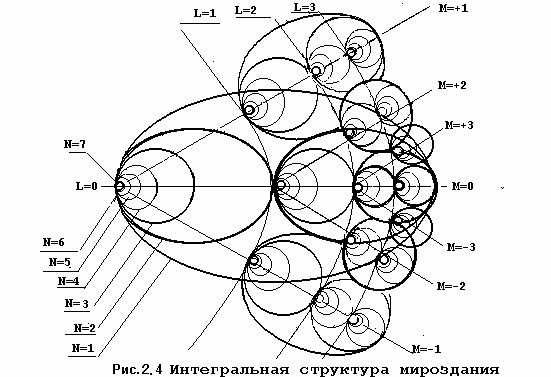 L=1
L=2
L=3
M=+1
M=+2
M=+3
N=7
L=0
M=0
N=6
N=5
N=4
N=3
N=2
N=1
M=-3
M=-2
M=-1
Рис.2.4 Интегральная структура мироздания